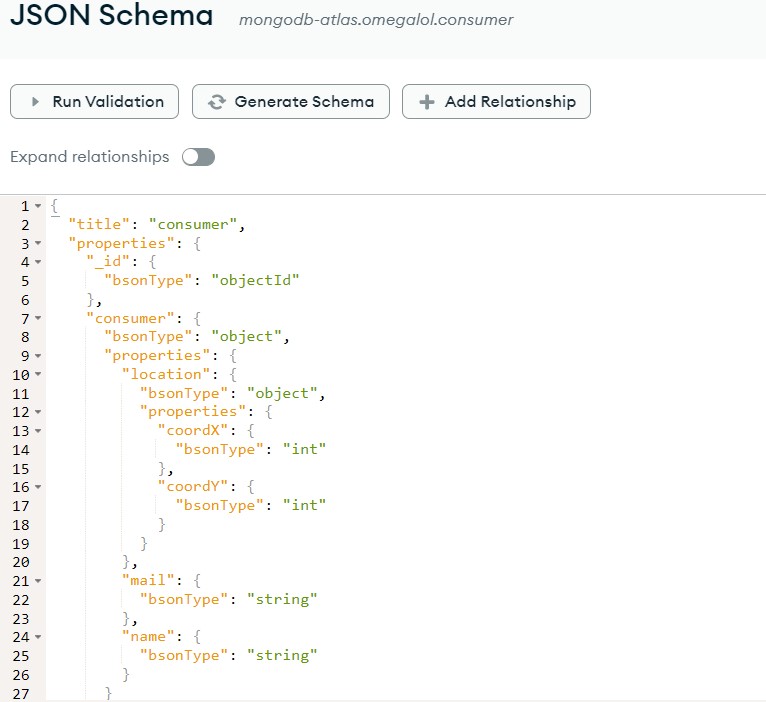 JSON Schema mongodb-atlas.omegalol.consumer
Run Validation Generate Schema Add Relationship
Expand relationships
1 {
2   "title": "consumer",
3   "properties": {
4     "_id": {
5       "bsonType": "objectId"
6     },
7     "consumer": {
8       "bsonType": "object",
9       "properties": {
10         "location": {
11           "bsonType": "object",
12           "properties": {
13             "coordX": {
14               "bsonType": "int"
15             },
16             "coordY": {
17               "bsonType": "int"
18             }
19           }
20         },
21         "mail": {
22           "bsonType": "string"
23         },
24         "name": {
25           "bsonType": "string"
26         }
27       }